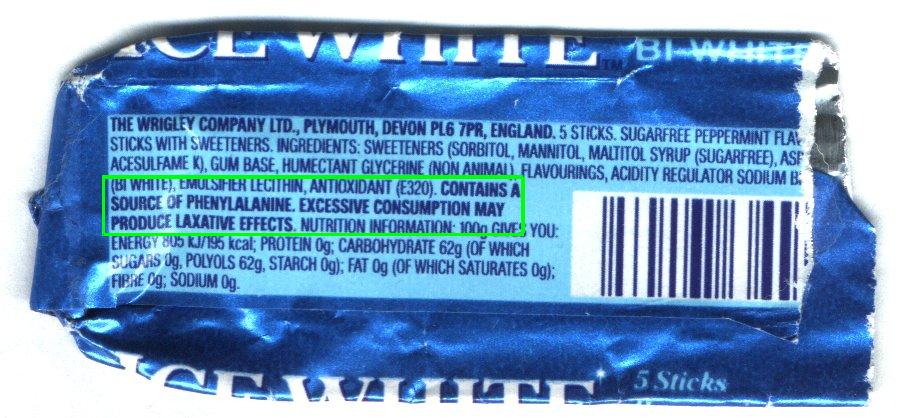 ICE WHITE™ BI WHITE
THE WRIGLEY COMPANY LTD., PLYMOUTH, DEVON PL6 7PR, ENGLAND. 5 STICKS. SUGARFREE PEPPERMINT
STICKS WITH SWEETENERS. INGREDIENTS: SWEETENERS (SORBITOL, MANNITOL, MALTITOL SYRUP (SUGARFREE),
ACESULFAME K), GUM BASE, HUMECTANT GLYCERINE (NON ANIMAL), FLAVOURINGS, ACIDITY REGULATOR SODIUM
(BI WHITE), EMULSIFIER LECITHIN, ANTIOXIDANT (E320). CONTAINS A
SOURCE OF PHENYLALANINE. EXCESSIVE CONSUMPTION MAY
PRODUCE LAXATIVE EFFECTS. NUTRITION INFORMATION: 100g GIVES YOU:
ENERGY 805 KJ/195 kcal; PROTEIN 0g; CARBOHYDRATE 62g (OF WHICH
SUGARS 0g, POLYOLS 62g, STARCH 0g); FAT 0g (OF WHICH SATURATES 0g);
FIBRE 0g; SODIUM 0g.
ICE WHITE 5 Sticks